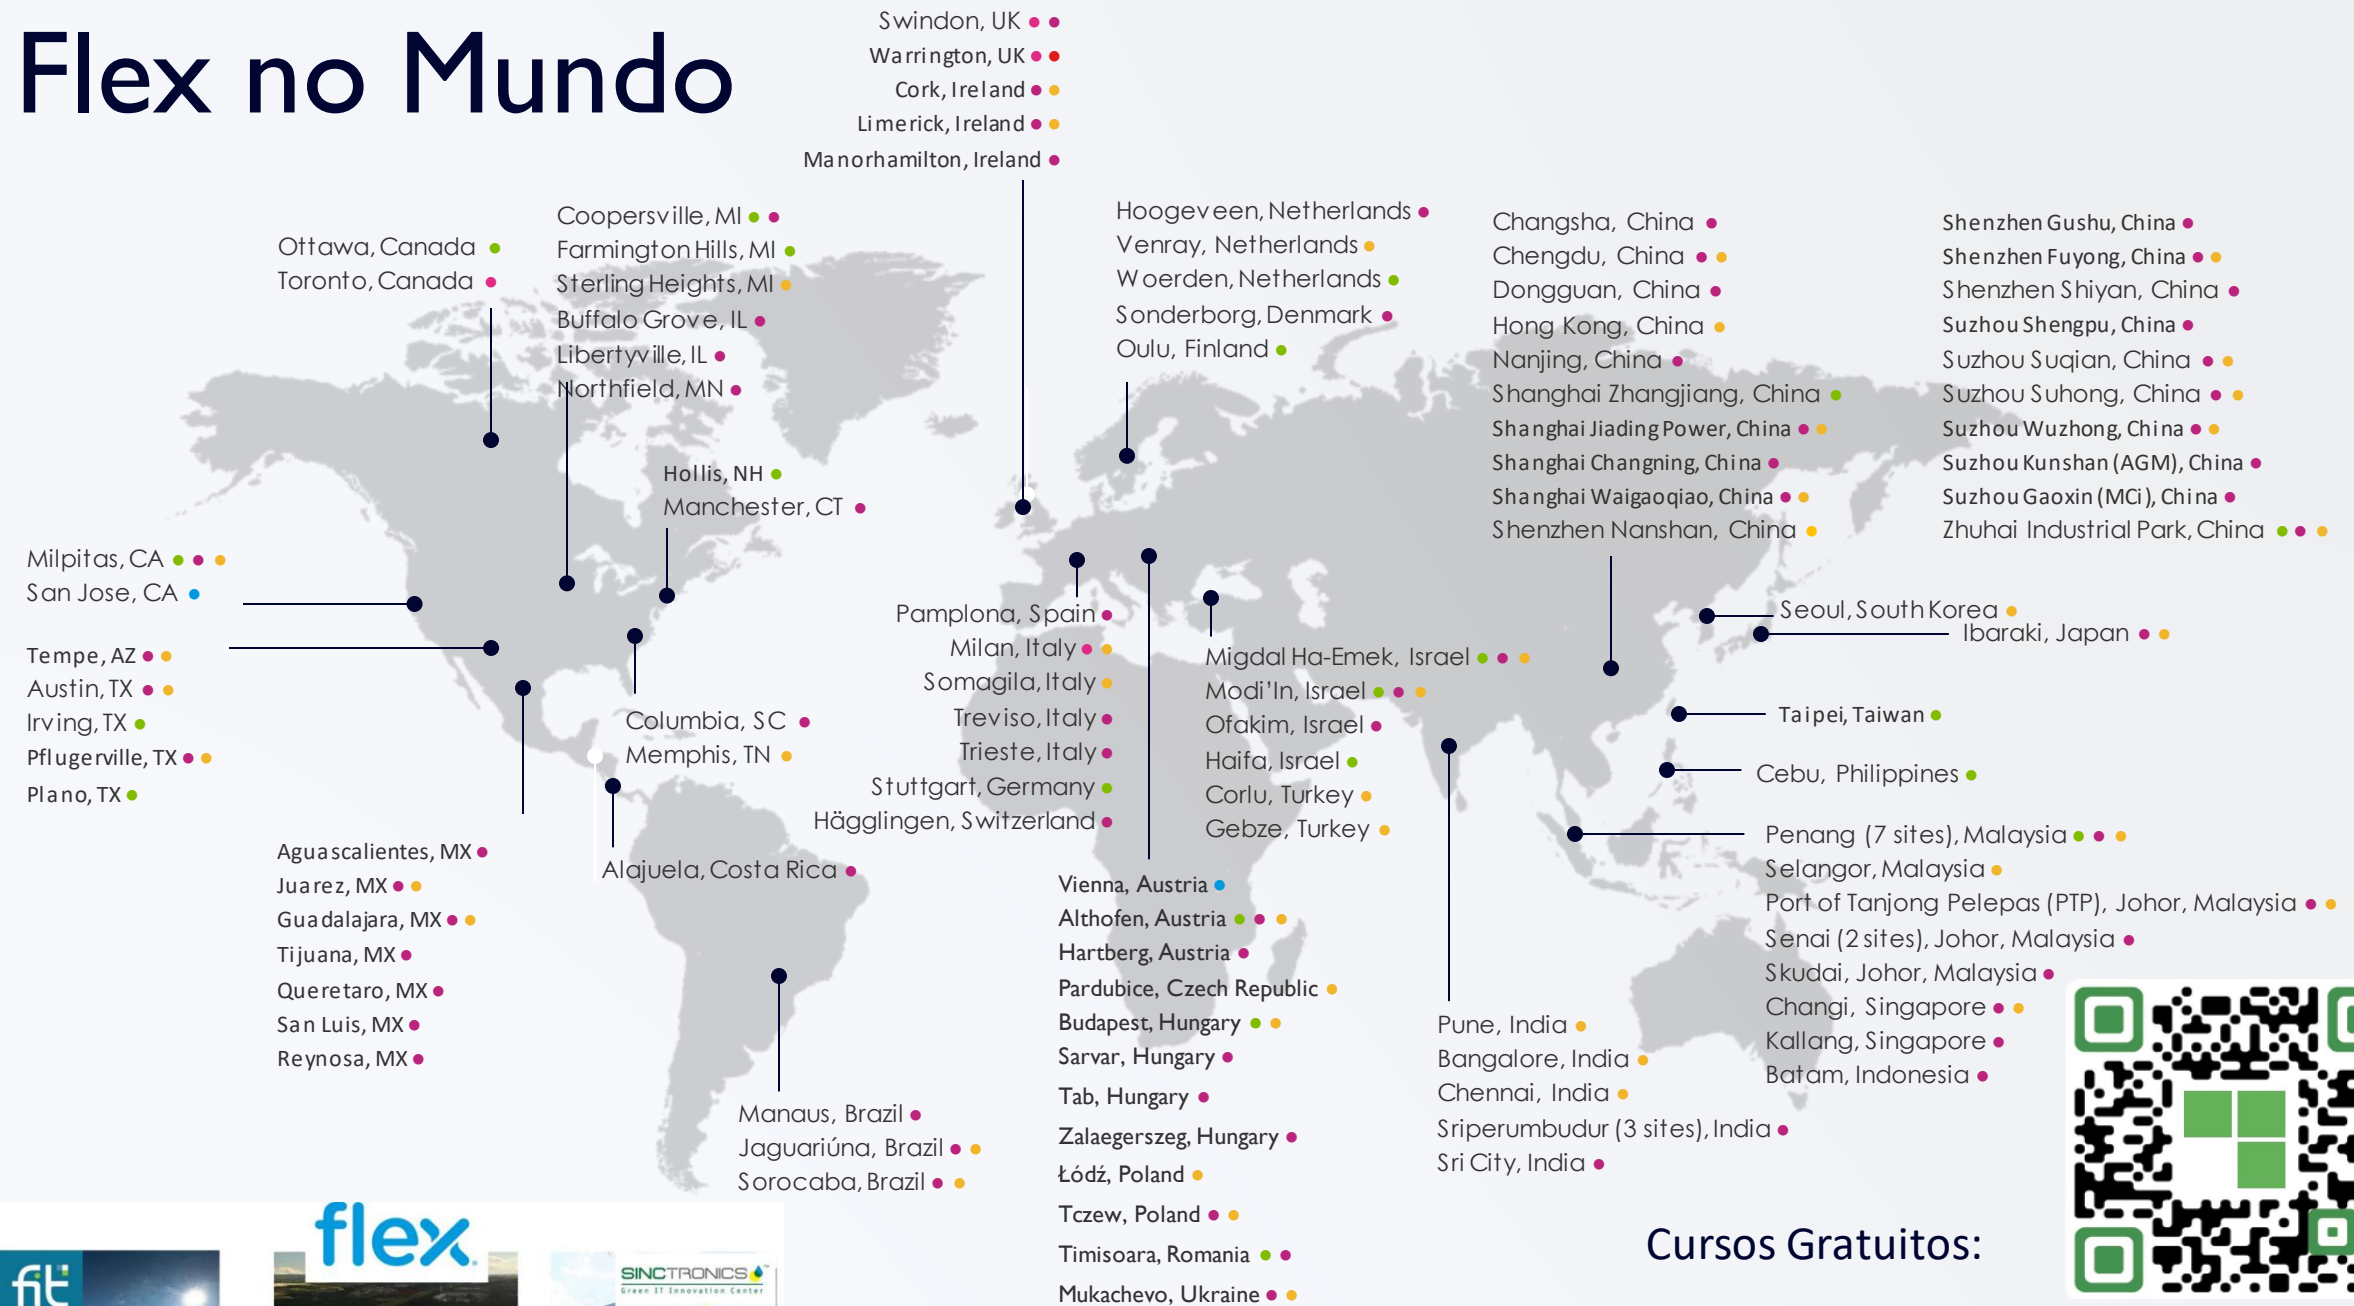 Flex no Mundo
Swindon, UK
Warrington, UK
Cork, Ireland
Limerick, Ireland
Manorhamilton, Ireland
Ottawa, Canada
Toronto, Canada
Coopersville, MI
Farmington Hills, MI
Sterling Heights, MI
Buffalo Grove, IL
Libertyville, IL
Northfield, MN
Hollis, NH
Manchester, CT
Hoogeveen, Netherlands
Venray, Netherlands
Woerden, Netherlands
Sonderborg, Denmark
Oulu, Finland
Changsha, China
Chengdu, China
Dongguan, China
Hong Kong, China
Nanjing, China
Shanghai Zhangjiang, China
Shanghai Jiading Power, China
Shanghai Changning, China
Shanghai Waigaoqiao, China
Shenzhen Nanshan, China
Shenzhen Gushu, China
Shenzhen Fuyong, China
Shenzhen Shiyan, China
Suzhou Shengpu, China
Suzhou Suqian, China
Suzhou Suhong, China
Suzhou Wuzhong, China
Suzhou Kunshan (AGM), China
Suzhou Gaoxin (MCi), China
Zhuhai Industrial Park, China
Milpitas, CA
San Jose, CA
Tempe, AZ
Austin, TX
Irving, TX
Pflugerville, TX
Plano, TX
Columbia, SC
Memphis, TN
Aguascalientes, MX
Juarez, MX
Guadalajara, MX
Tijuana, MX
Queretaro, MX
San Luis, MX
Reynosa, MX
Alajuela, Costa Rica
Manaus, Brazil
Jaguariúna, Brazil
Sorocaba, Brazil
Pamplona, Spain
Milan, Italy
Somagila, Italy
Treviso, Italy
Trieste, Italy
Stuttgart, Germany
Hägglingen, Switzerland
Migdal Ha-Emek, Israel
Modi’In, Israel
Ofakim, Israel
Haifa, Israel
Corlu, Turkey
Gebze, Turkey
Vienna, Austria
Althofen, Austria
Hartberg, Austria
Pardubice, Czech Republic
Budapest, Hungary
Sarvar, Hungary
Tab, Hungary
Zalaegerszeg, Hungary
Łódź, Poland
Tczew, Poland
Timisoara, Romania
Mukachevo, Ukraine
Seoul, South Korea
Ibaraki, Japan
Taipei, Taiwan
Cebu, Philippines
Penang (7 sites), Malaysia
Selangor, Malaysia
Port of Tanjong Pelepas (PTP), Johor, Malaysia
Senai (2 sites), Johor, Malaysia
Skudai, Johor, Malaysia
Changi, Singapore
Kallang, Singapore
Batam, Indonesia
Pune, India
Bangalore, India
Chennai, India
Sriperumbudur (3 sites), India
Sri City, India
Cursos Gratuitos:
fit
flex
SINCTRONICS
Green IT Innovation Center